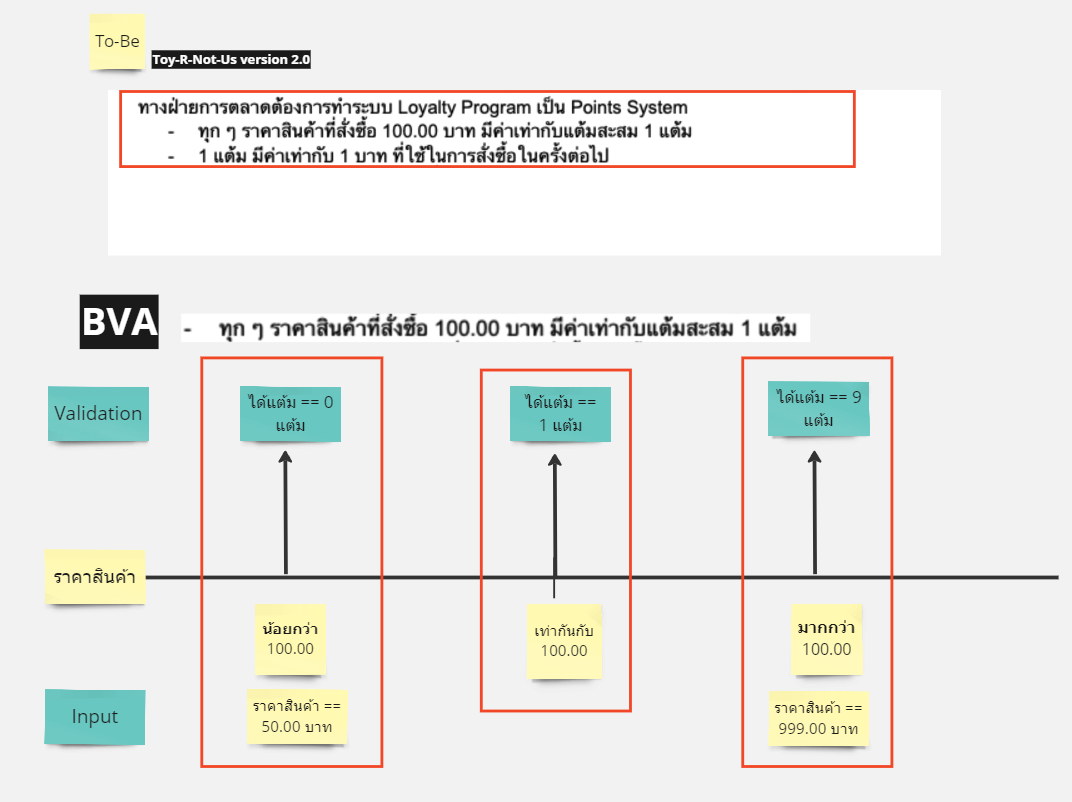 To-Be
Toy-R-Not-Us version 2.0
ทางฝ่ายการตลาดต้องการทำระบบ Loyalty Program เป็น Points System
- ทุก ๆ ราคาสินค้าที่สั่งซื้อ 100.00 บาท มีค่าเท่ากับแต้มสะสม 1 แต้ม
- 1 แต้ม มีค่าเท่ากับ 1 บาท ที่ใช้ในการสั่งซื้อในครั้งต่อไป
BVA
- ทุก ๆ ราคาสินค้าที่สั่งซื้อ 100.00 บาท มีค่าเท่ากับแต้มสะสม 1 แต้ม
Validation
ได้แต้ม == 0
แต้ม
ได้แต้ม ==
1 แต้ม
ได้แต้ม == 9
แต้ม
ราคาสินค้า
น้อยกว่า
100.00
เท่ากันกับ
100.00
มากกว่า
100.00
Input
ราคาสินค้า ==
50.00 บาท
ราคาสินค้า ==
999.00 บาท